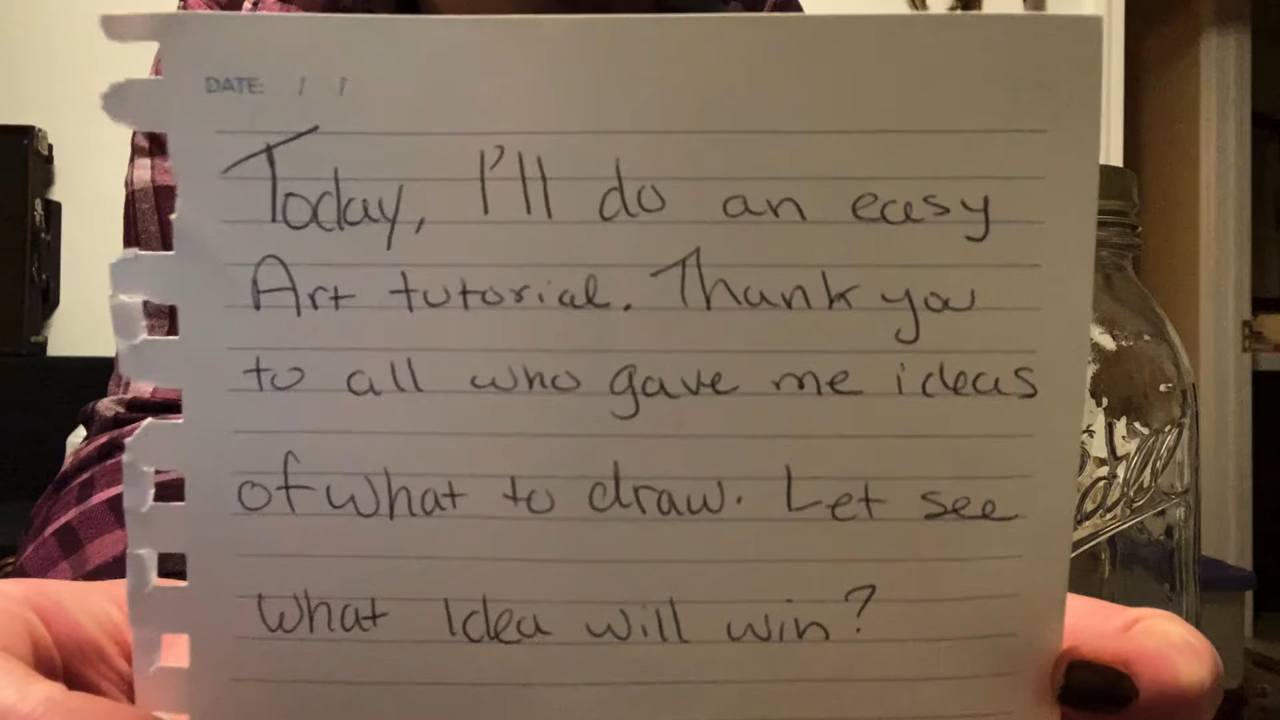 DATE: / /
Today, I'll do an easy
Art tutorial. Thank you
to all who gave me ideas
of what to draw. Let see
what Idea will win?